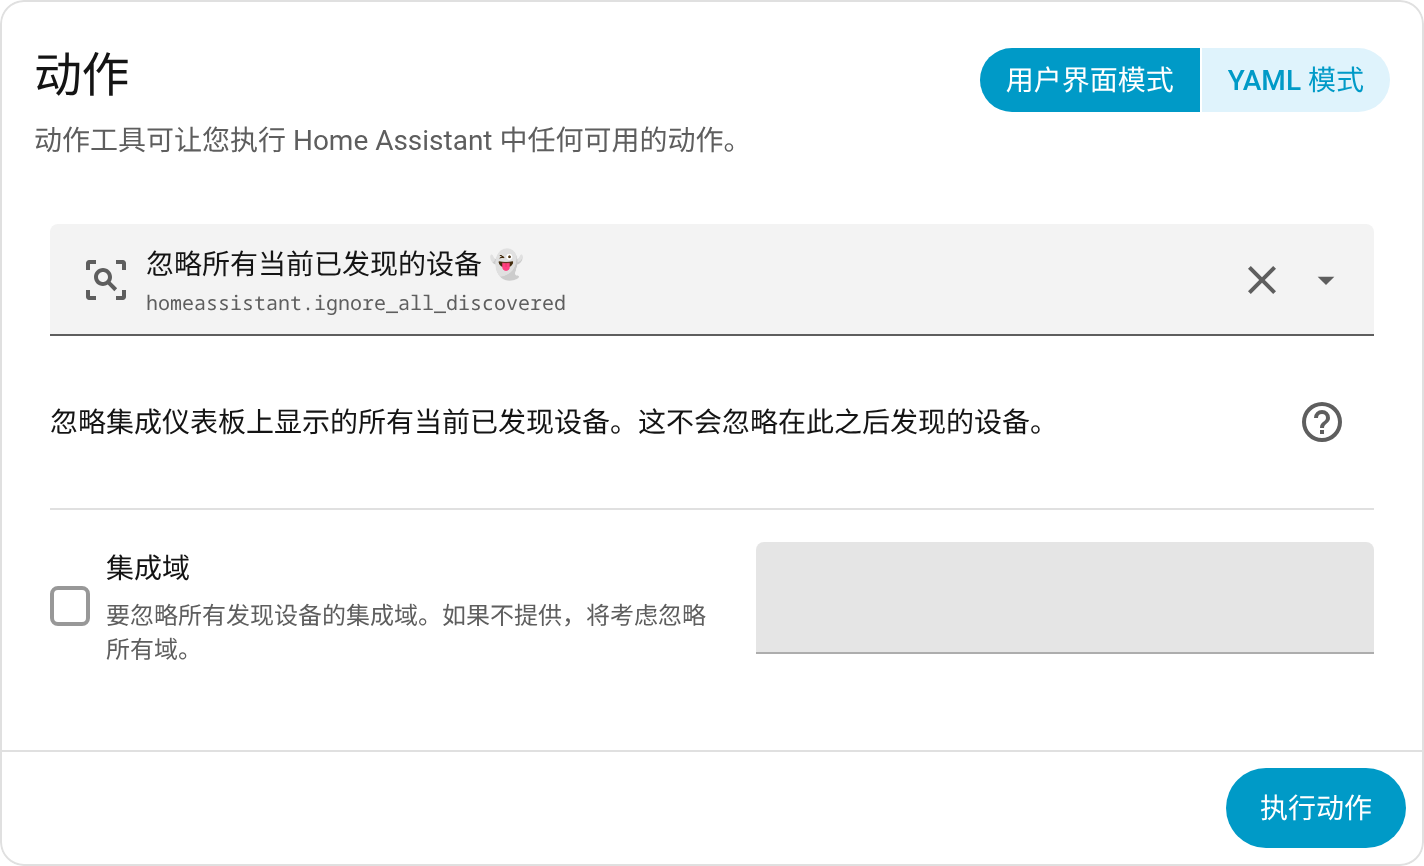 动作
用户界面模式
YAML 模式
动作工具可让您执行 Home Assistant 中任何可用的动作。
忽略所有当前已发现的设备 👻
homeassistant.ignore_all_discovered
忽略集成仪表板上显示的所有当前已发现设备。这不会忽略在此之后发现的设备。
集成域
要忽略所有发现设备的集成域。如果不提供，将考虑忽略
所有域。
执行动作